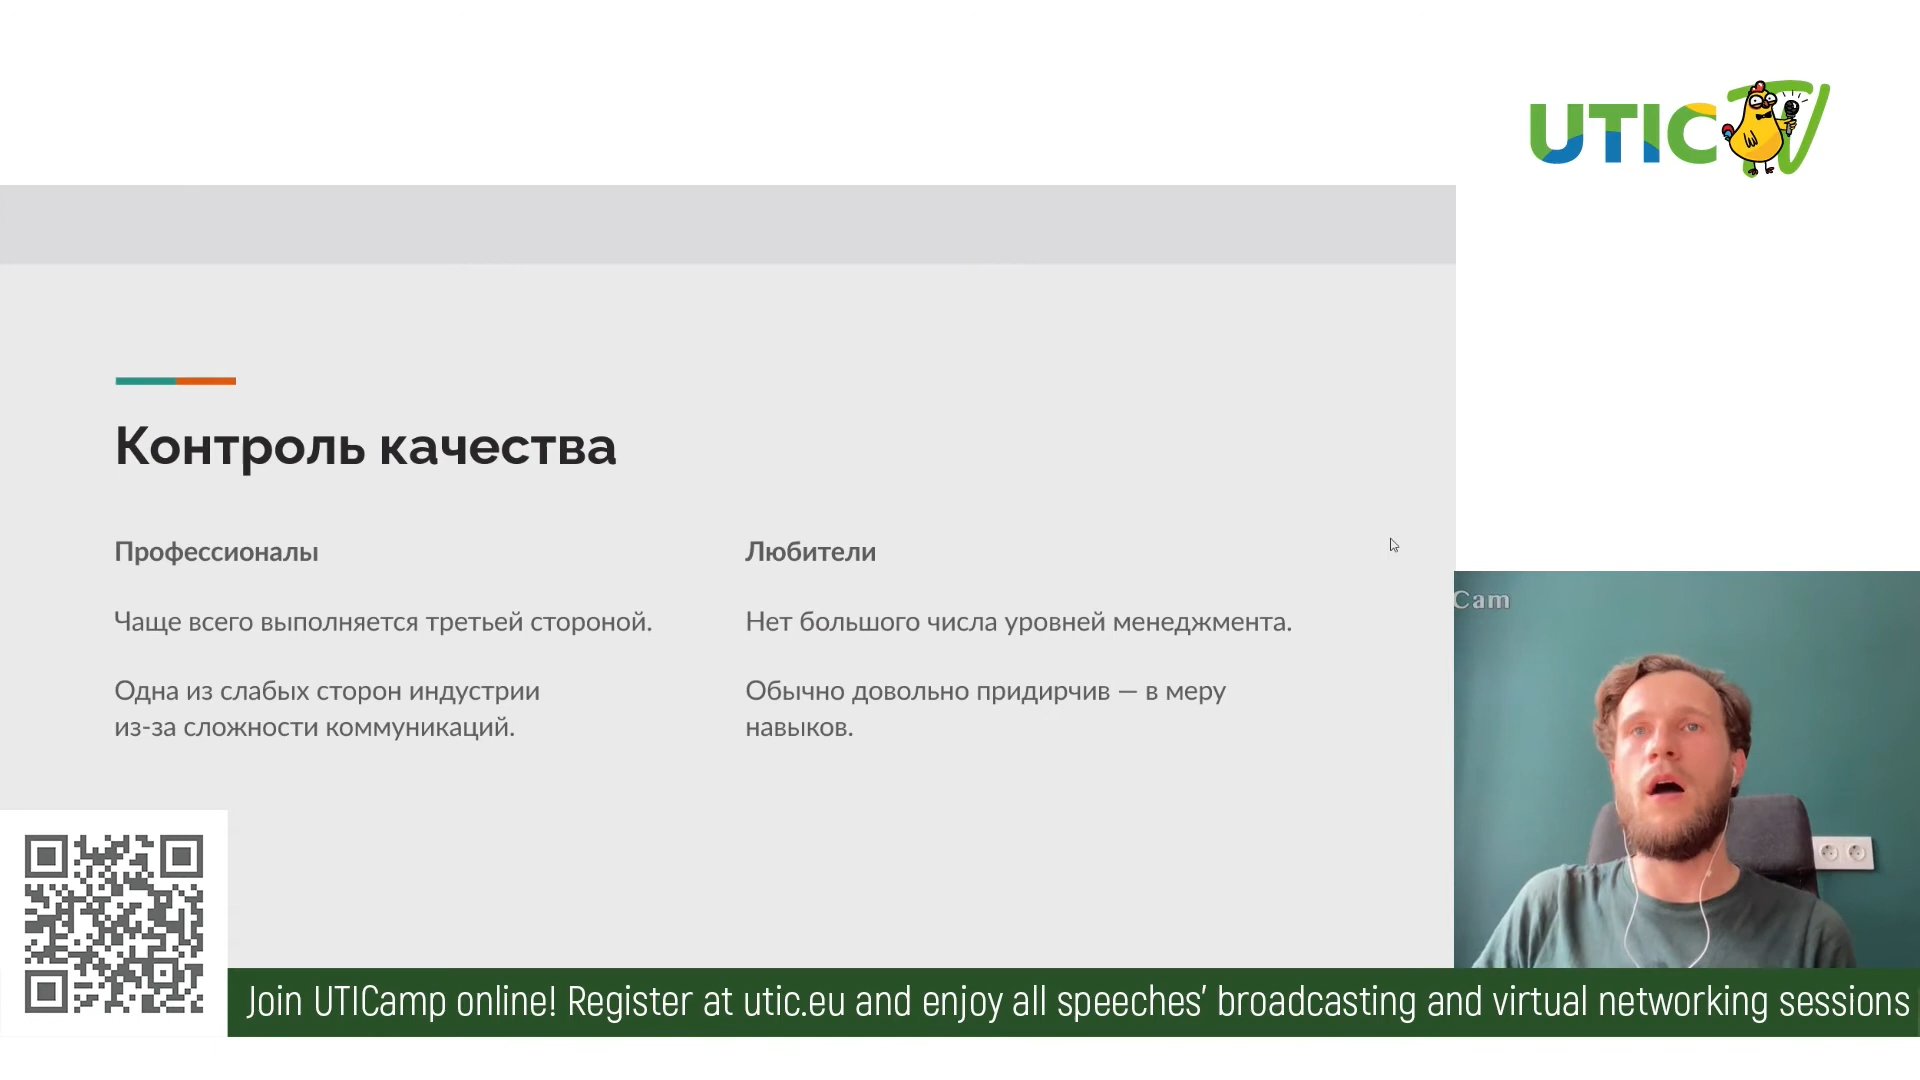 UTIC TV
Контроль качества
Профессионалы
Чаще всего выполняется третьей стороной.
Одна из слабых сторон индустрии
из-за сложности коммуникаций.
Любители
Нет большого числа уровней менеджмента.
Обычно довольно придирчив — в меру
навыков.
Cam
Join UTICamp online! Register at utic.eu and enjoy all speeches' broadcasting and virtual networking sessions